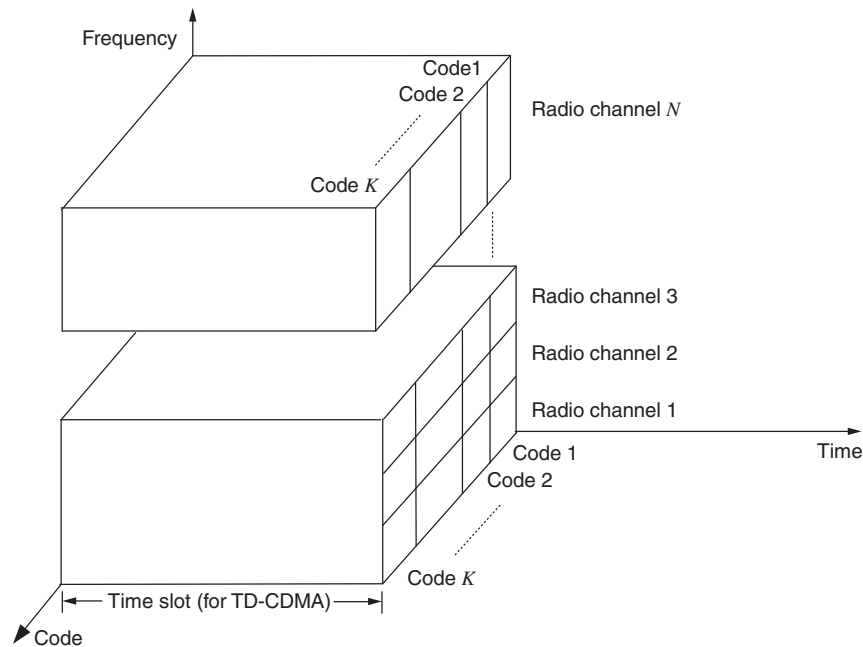 Frequency
Code1
Code 2
Radio channel N
Code K
Radio channel 3
Radio channel 2
Radio channel 1
Time
Code 1
Code 2
Code K
Time slot (for TD-CDMA)
Code